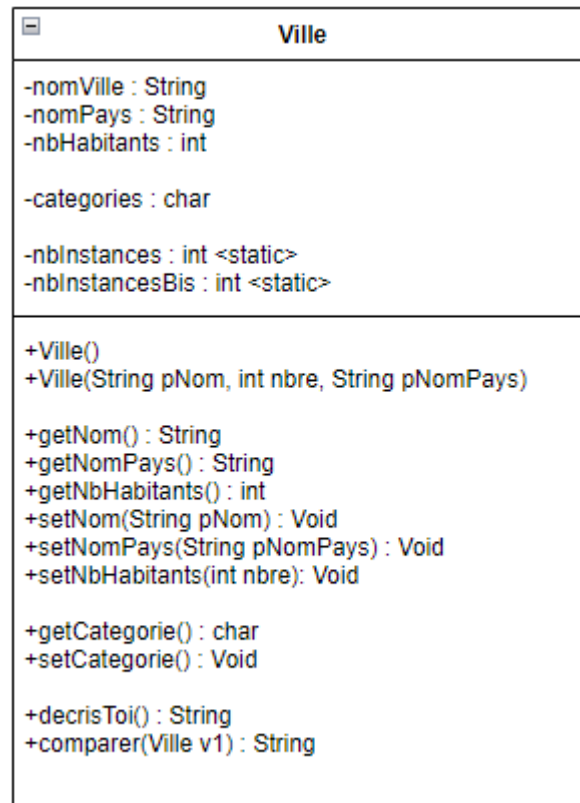 Ville
-nomVille : String
-nomPays : String
-nbHabitants : int
-categories : char
-nbInstances : int <static>
-nbInstancesBis : int <static>
+Ville()
+Ville(String pNom, int nbre, String pNomPays)
+getNom() : String
+getNomPays() : String
+getNbHabitants() : int
+setNom(String pNom) : Void
+setNomPays(String pNomPays) : Void
+setNbHabitants(int nbre): Void
+getCategorie() : char
+setCategorie() : Void
+decrisToi() : String
+comparer(Ville v1) : String